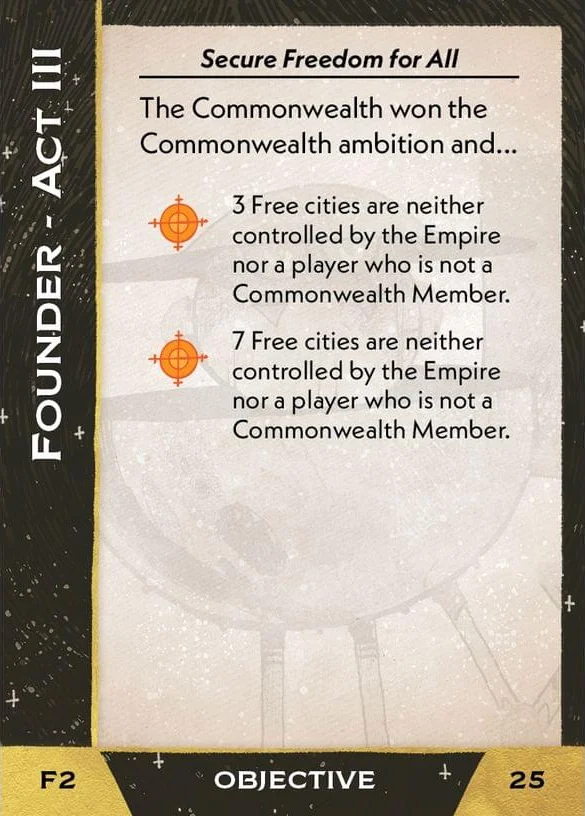 FOUNDER - ACT III
Secure Freedom for All
The Commonwealth won the
Commonwealth ambition and...
3 Free cities are neither
controlled by the Empire
nor a player who is not a
Commonwealth Member.
7 Free cities are neither
controlled by the Empire
nor a player who is not a
Commonwealth Member.
F2
OBJECTIVE
25